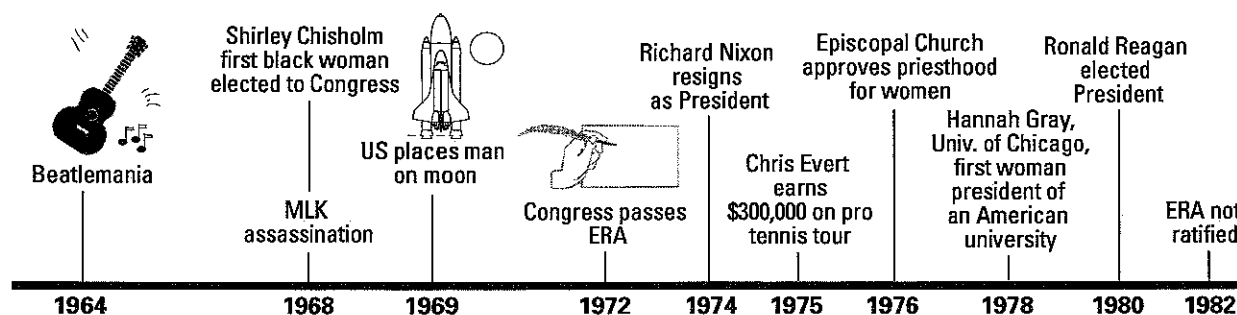 Beatlemania
Shirley Chisholm
first black woman
elected to Congress
MLK
assassination
US places man
on moon
Congress passes
ERA
Richard Nixon
resigns
as President
Chris Evert
earns
$300,000 on pro
tennis tour
Episcopal Church
approves priesthood
for women
Hannah Gray,
Univ. of Chicago,
first woman
president of
an American
university
Ronald Reagan
elected
President
ERA not
ratified
1964
1968
1969
1972
1974
1975
1976
1978
1980
1982